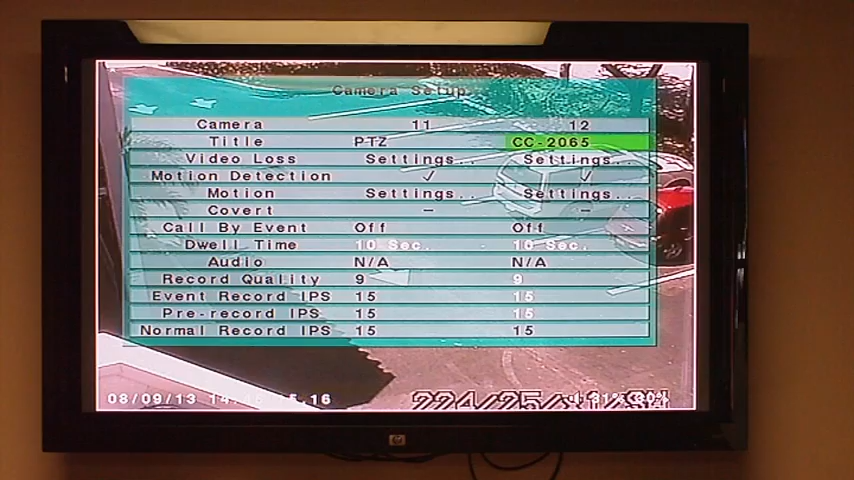 Camera Setup
Camera 11 12
Title PTZ CC-2065
Video Loss Settings... Settings...
Motion Detection ✓ ✓
Motion Settings... Settings...
Covert — —
Call By Event Off Off
Dwell Time 10 Sec. 10 Sec.
Audio N/A N/A
Record Quality 9 9
Event Record IPS 15 15
Pre-record IPS 15 15
Normal Record IPS 15 15
08/09/13
hp